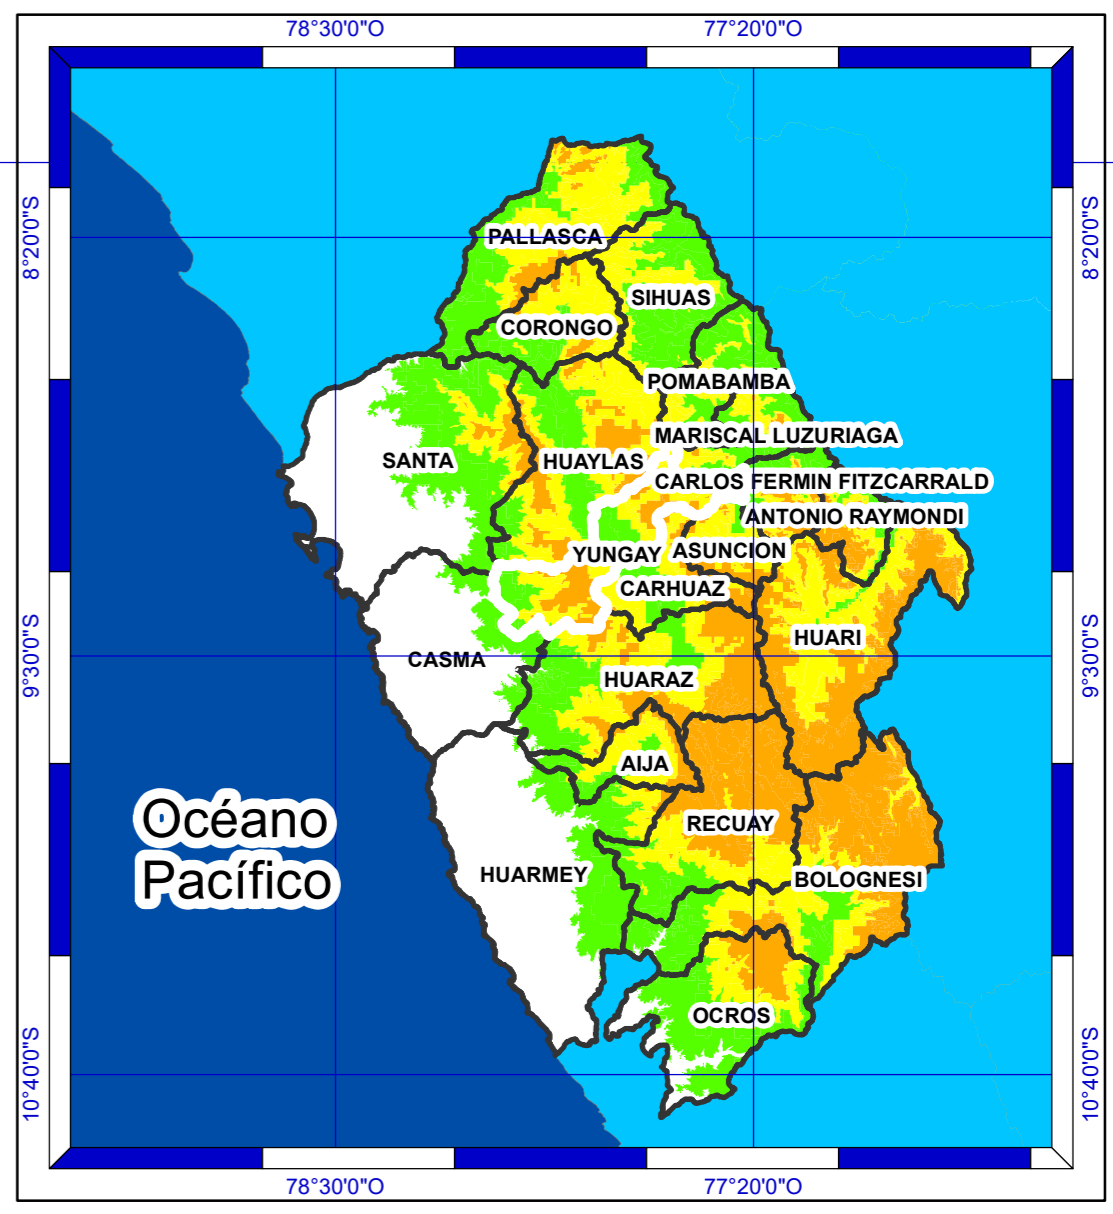 78°30'0"O 77°20'0"O
8°20'0"S 8°20'0"S
PALLASCA
SIHUAS
CORONGO
POMABAMBA
MARISCAL LUZURIAGA
SANTA HUAYLAS
CARLOS FERMIN FITZCARRALD
ANTONIO RAYMONDI
YUNGAY ASUNCION
CARHUAZ
HUARI
9°30'0"S 9°30'0"S
CASMA
HUARAZ
AIJA
Océano
Pacífico
RECUAY
HUARMEY BOLOGNESI
OCROS
10°40'0"S 10°40'0"S
78°30'0"O 77°20'0"O